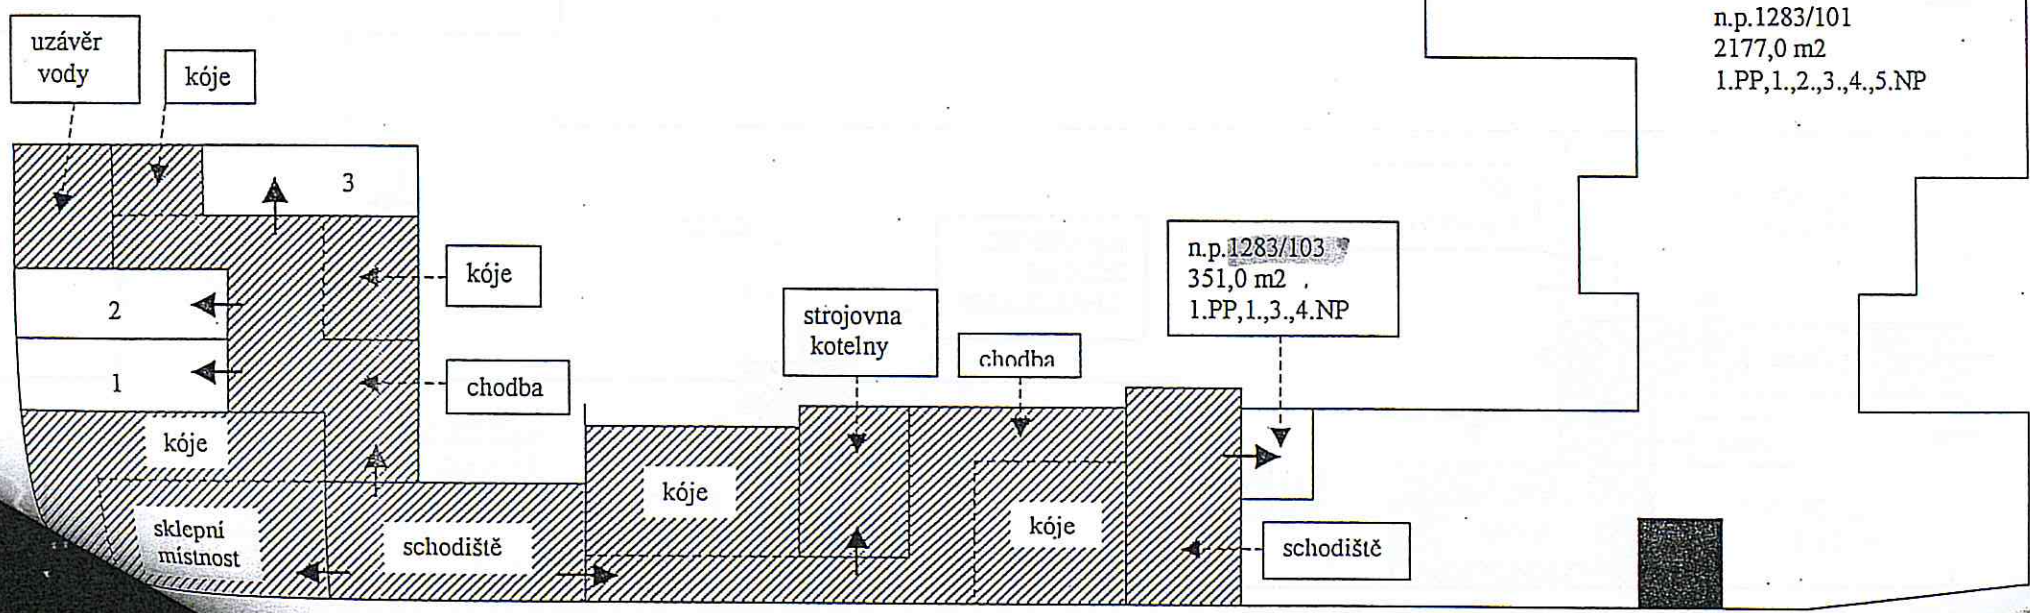 n.p.1283/101
2177,0 m2
1.PP,1.,2.,3.,4.,5.NP
uzávěr
vody
kóje
3
n.p.1283/103
351,0 m2
1.PP,1.,3.,4.NP
kóje
2
strojovna
kotelny
chodba
1
chodba
kóje
kóje
kóje
sklepní
místnost
schodiště
schodiště